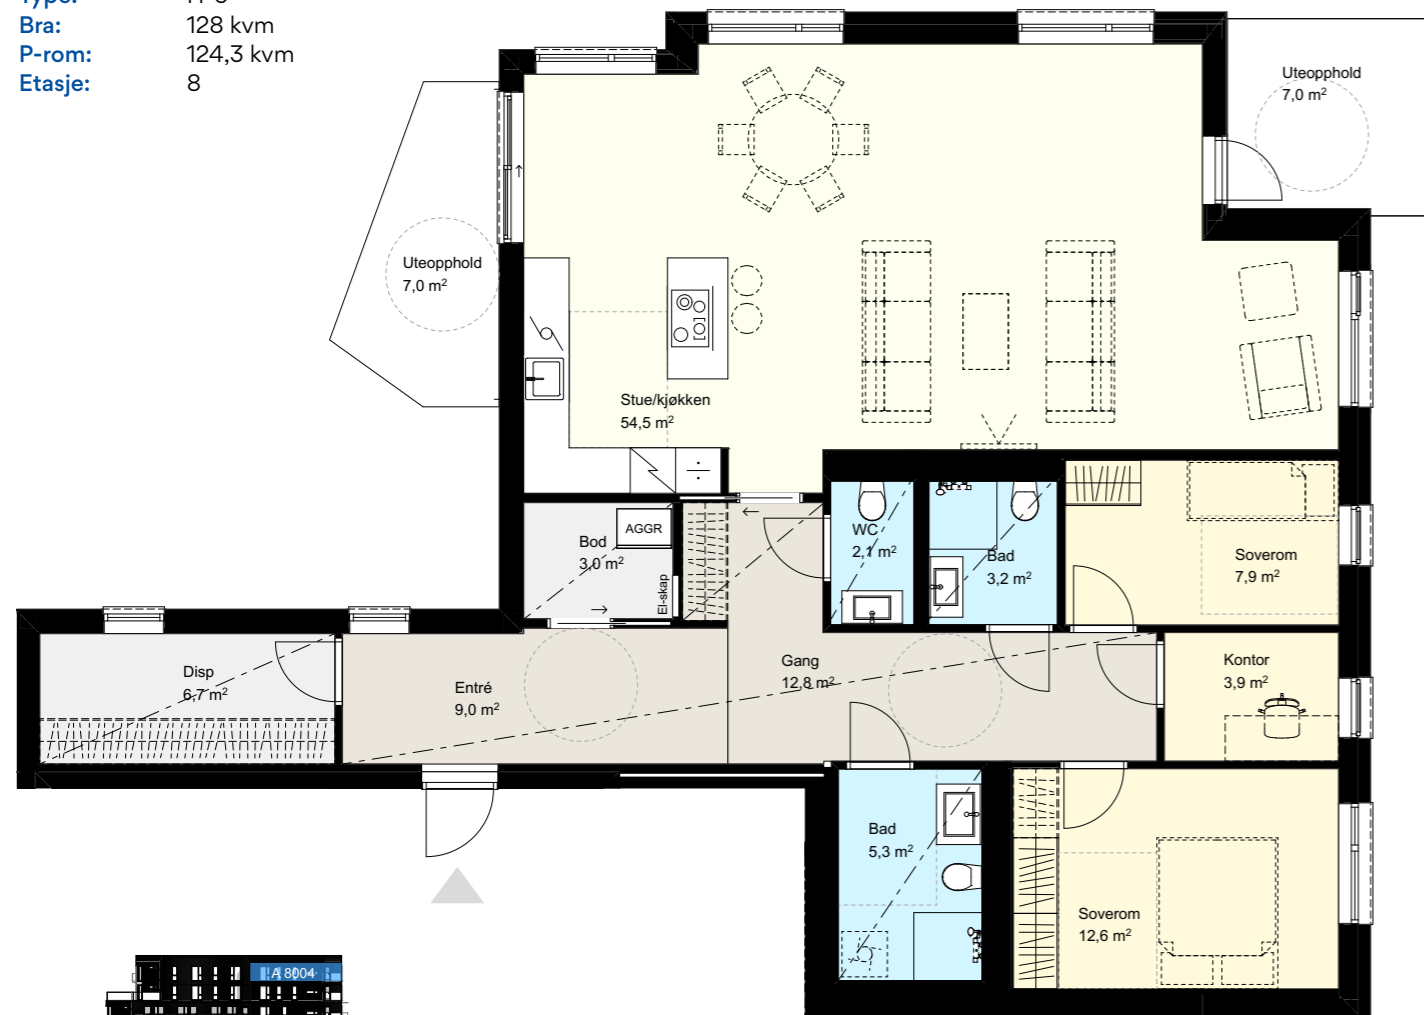 Type:
Bra: 128 kvm
P-rom: 124,3 kvm
Etasje: 8
Uteopphold
7,0 m²
Uteopphold
7,0 m²
Stue/kjøkken
54,5 m²
AGGR
Bod
3,0 m²
El-skap
WC
2,1 m²
Bad
3,2 m²
Soverom
7,9 m²
Disp
6,7 m²
Entré
9,0 m²
Gang
12,8 m²
Kontor
3,9 m²
Bad
5,3 m²
Soverom
12,6 m²
A 8004